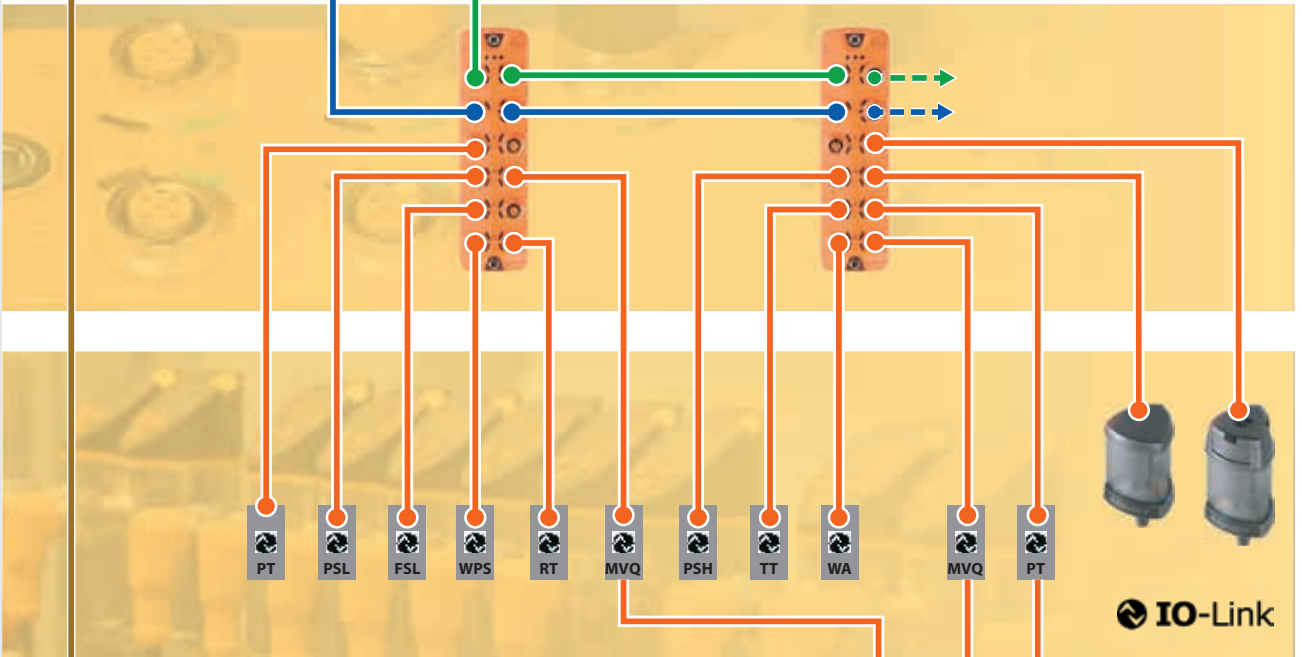 PT
PSL
FSL
WPS
RT
MVQ
PSH
TT
WA
MVQ
PT
IO-Link